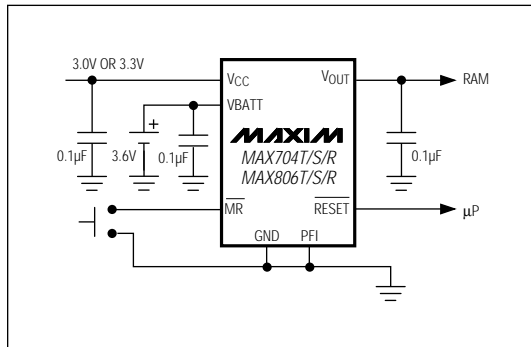 3.0V OR 3.3V
VCC
VOUT
RAM
VBATT
+
0.1µF
3.6V
0.1µF
MAXIM
MAX704T/S/R
MAX806T/S/R
0.1µF
MR
RESET
µP
GND
PFI